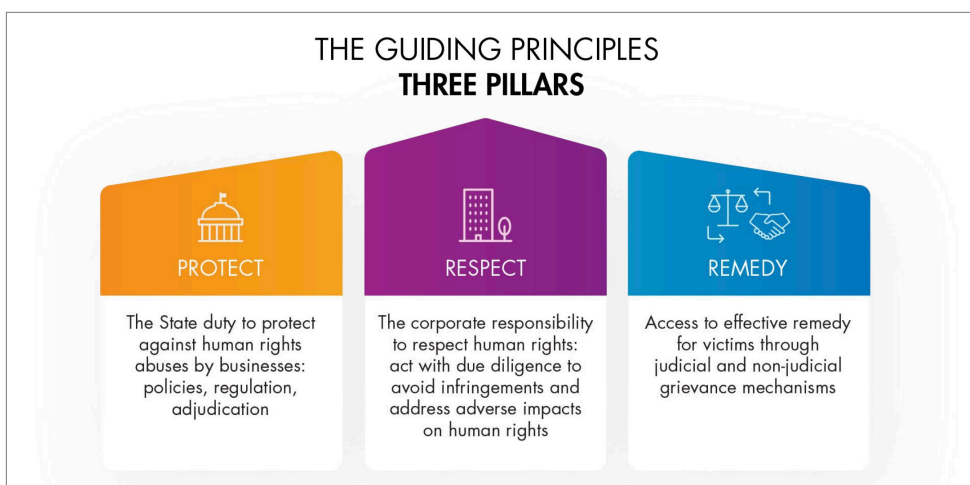 THE GUIDING PRINCIPLES
THREE PILLARS
PROTECT
The State duty to protect
against human rights
abuses by businesses:
policies, regulation,
adjudication
RESPECT
The corporate responsibility
to respect human rights:
act with due diligence to
avoid infringements and
address adverse impacts
on human rights
REMEDY
Access to effective remedy
for victims through
judicial and non-judicial
grievance mechanisms